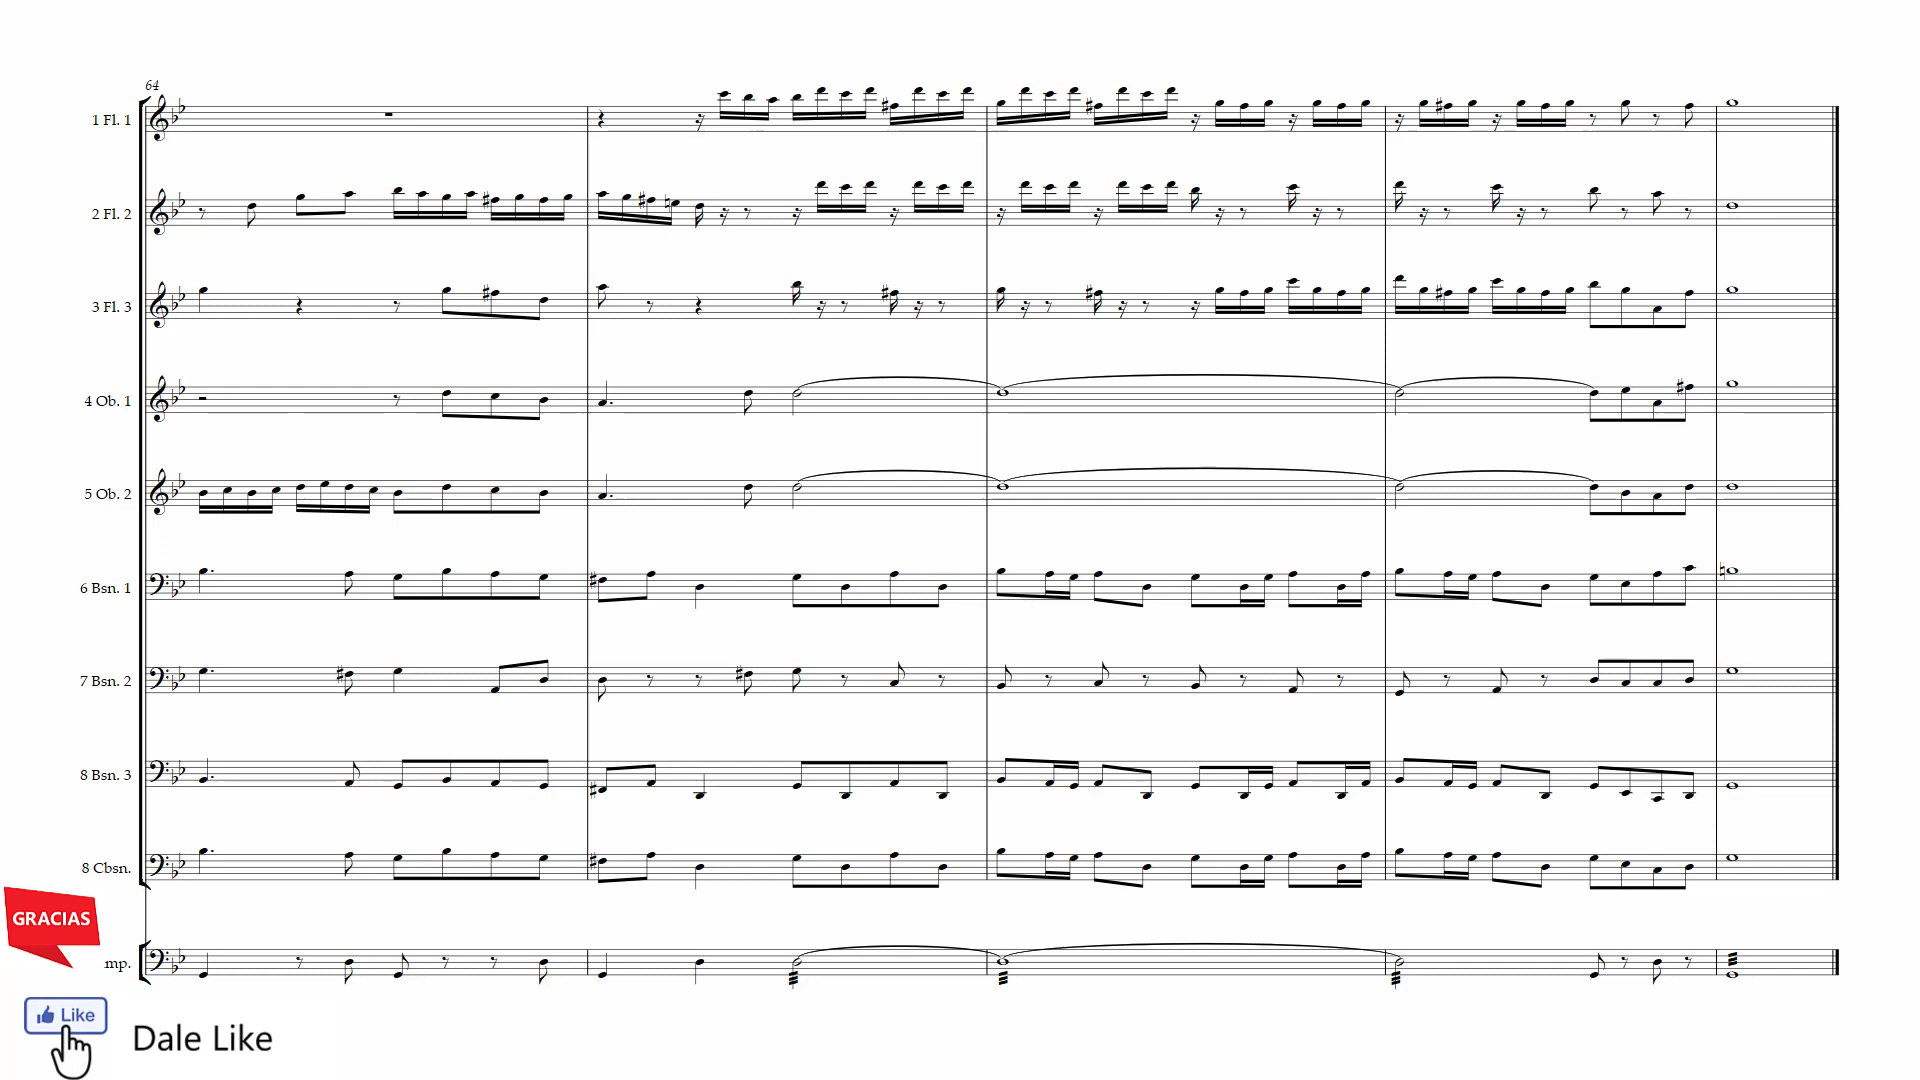 64
1 Fl. 1
2 Fl. 2
3 Fl. 3
4 Ob. 1
5 Ob. 2
6 Bsn. 1
7 Bsn. 2
8 Bsn. 3
8 Cbsn.
GRACIAS
mp.
Like
Dale Like